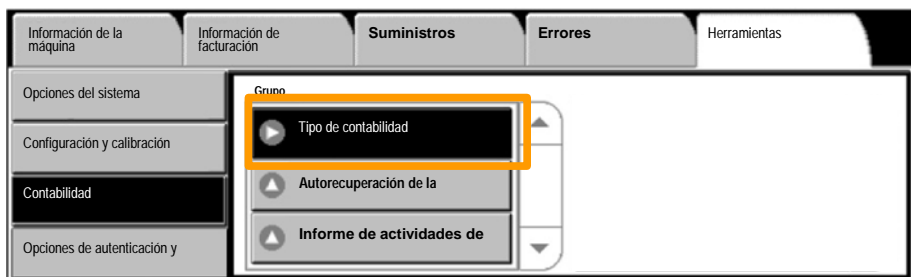 Información de la
máquina
Información de
facturación
Suministros
Errores
Herramientas
Opciones del sistema
Configuración y calibración
Contabilidad
Opciones de autenticación y
Grupo
Tipo de contabilidad
Autorecuperación de la
Informe de actividades de